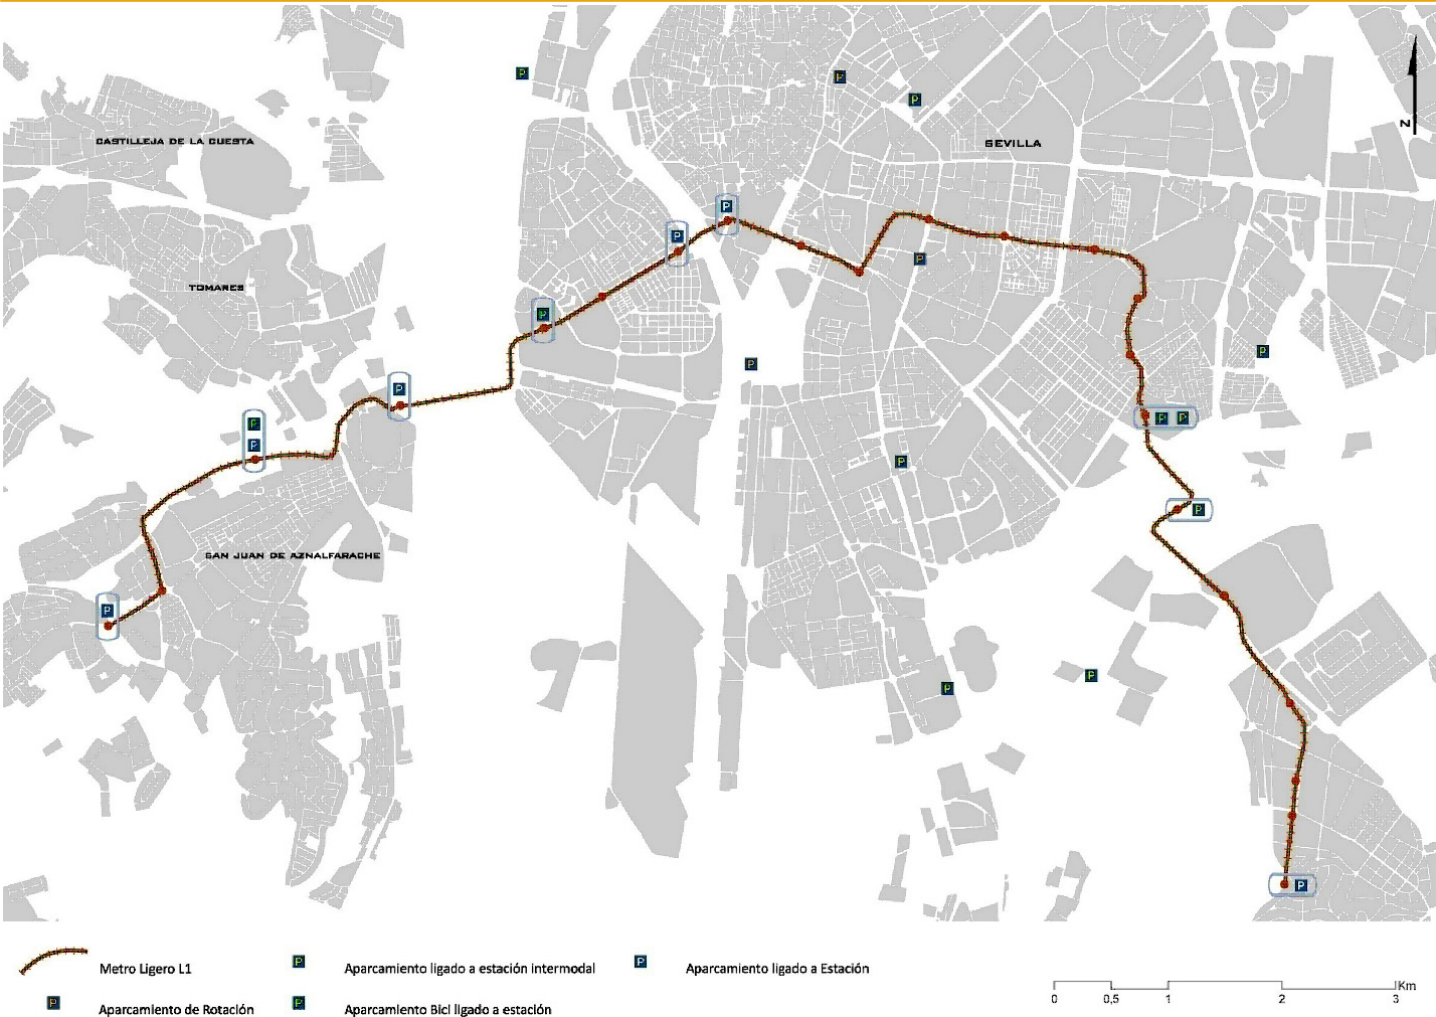 P
P
P
CASTILLEJA DE LA CUESTA
SEVILLA
N
P
P
P
TOMARES
P
P
P
P
P
P
P
P P
P
P
SAN JUAN DE AZNALFARACHE
P
P
P
P
P
Metro Ligero L1
P Aparcamiento ligado a estación intermodal
P Aparcamiento ligado a Estación
P Aparcamiento de Rotación
P Aparcamiento Bici ligado a estación
Km
0 0,5 1 2 3